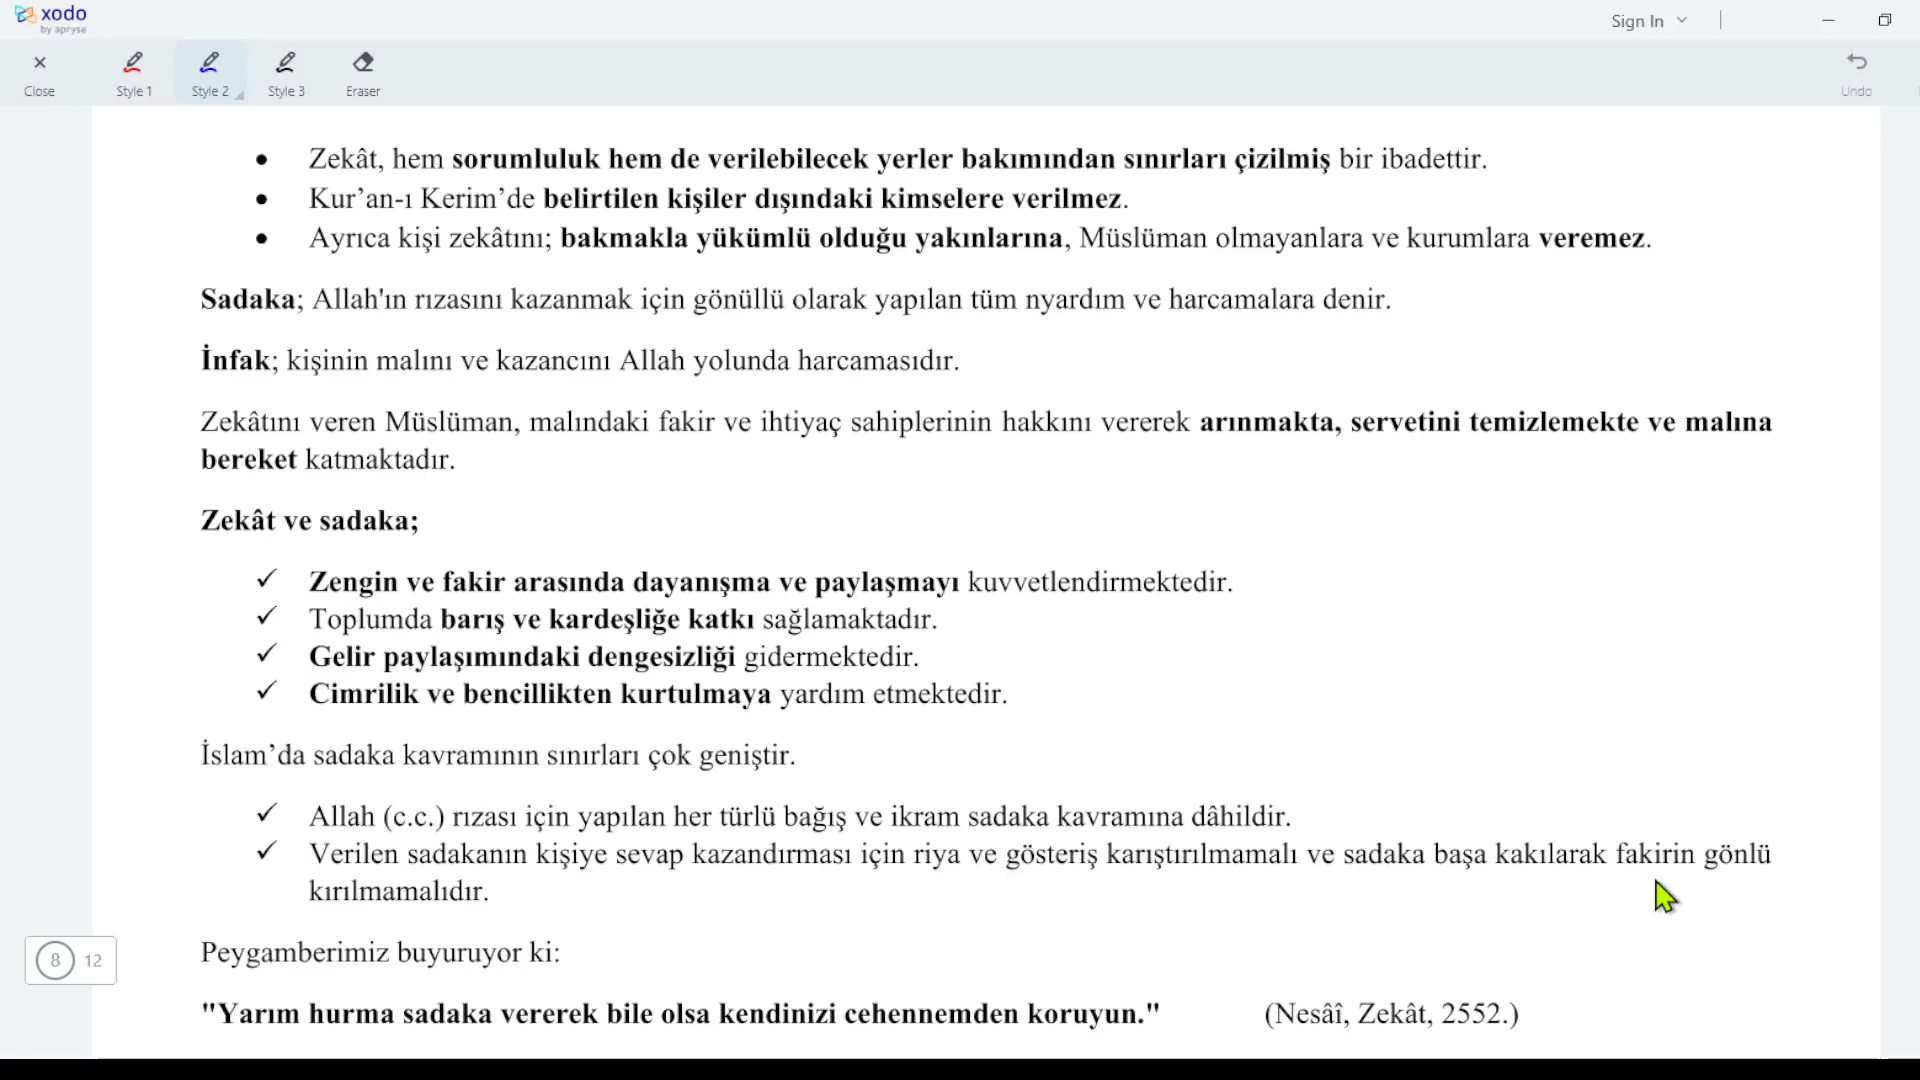 xodo
by apryse
Sign In
Close
Style 1
Style 2
Style 3
Eraser
Undo
• Zekât, hem sorumluluk hem de verilebilecek yerler bakımından sınırları çizilmiş bir ibadettir.
• Kur’an-ı Kerim’de belirtilen kişiler dışındaki kimselere verilmez.
• Ayrıca kişi zekâtını; bakmakla yükümlü olduğu yakınlarına, Müslüman olmayanlara ve kurumlara veremez.
Sadaka; Allah'ın rızasını kazanmak için gönüllü olarak yapılan tüm nyardım ve harcamalara denir.
İnfak; kişinin malını ve kazancını Allah yolunda harcamasıdır.
Zekâtını veren Müslüman, malındaki fakir ve ihtiyaç sahiplerinin hakkını vererek arınmakta, servetini temizlemekte ve malına
bereket katmaktadır.
Zekât ve sadaka;
✓ Zengin ve fakir arasında dayanışma ve paylaşmayı kuvvetlendirmektedir.
✓ Toplumda barış ve kardeşliğe katkı sağlamaktadır.
✓ Gelir paylaşımındaki dengesizliği gidermektedir.
✓ Cimrilik ve bencillikten kurtulmaya yardım etmektedir.
İslam’da sadaka kavramının sınırları çok geniştir.
✓ Allah (c.c.) rızası için yapılan her türlü bağış ve ikram sadaka kavramına dâhildir.
✓ Verilen sadakanın kişiye sevap kazandırması için riya ve gösteriş karıştırılmamalı ve sadaka başa kakılarak fakirin gönlü
kırılmamalıdır.
Peygamberimiz buyuruyor ki:
8 12
"Yarım hurma sadaka vererek bile olsa kendinizi cehennemden koruyun." (Nesâî, Zekât, 2552.)